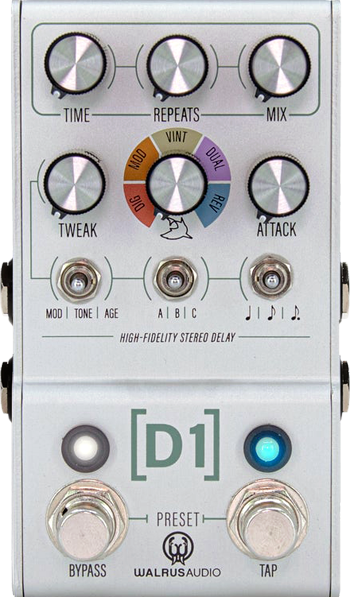 TIME REPEATS MIX
DIG MOD VINT DUAL REV
TWEAK ATTACK
MOD | TONE | AGE A | B | C ♩ | ♪ | ♪.
HIGH-FIDELITY STEREO DELAY
[D1]
PRESET
BYPASS WALRUSAUDIO TAP